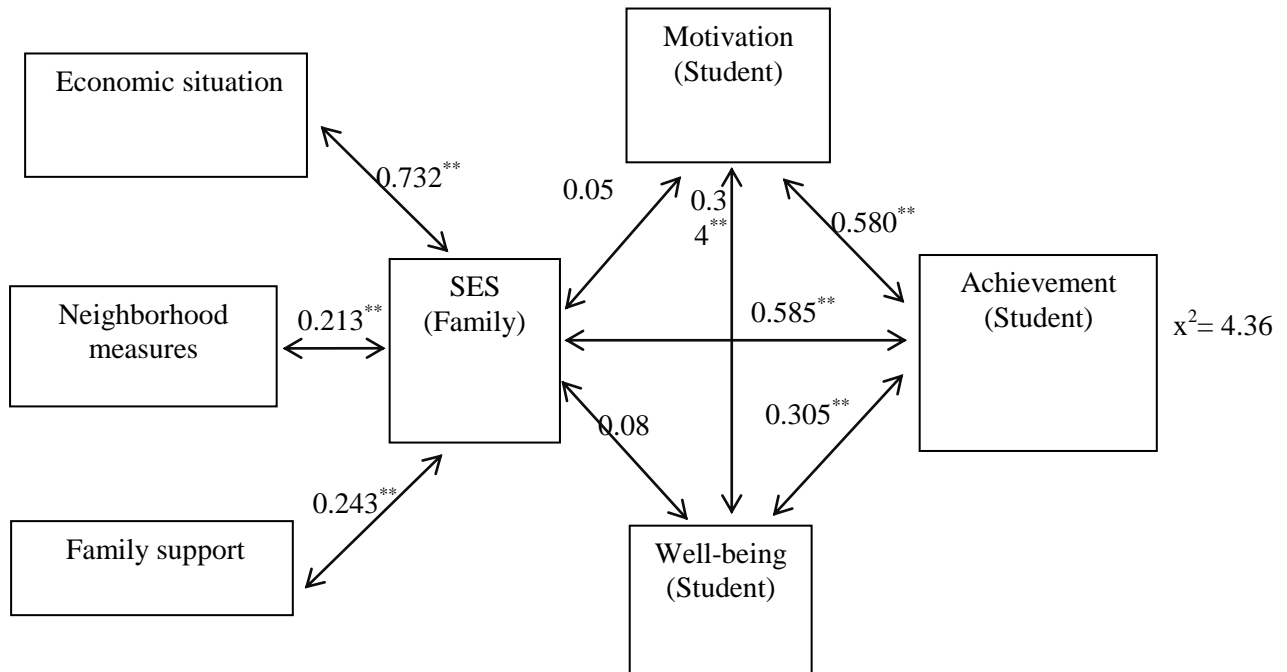 Motivation
(Student)
Economic situation
0.732**
0.05
0.3
4**
0.580**
SES
(Family)
Achievement
(Student)
Neighborhood
measures
0.213**
0.585**
x²= 4.36
0.08
0.305**
0.243**
Family support
Well-being
(Student)